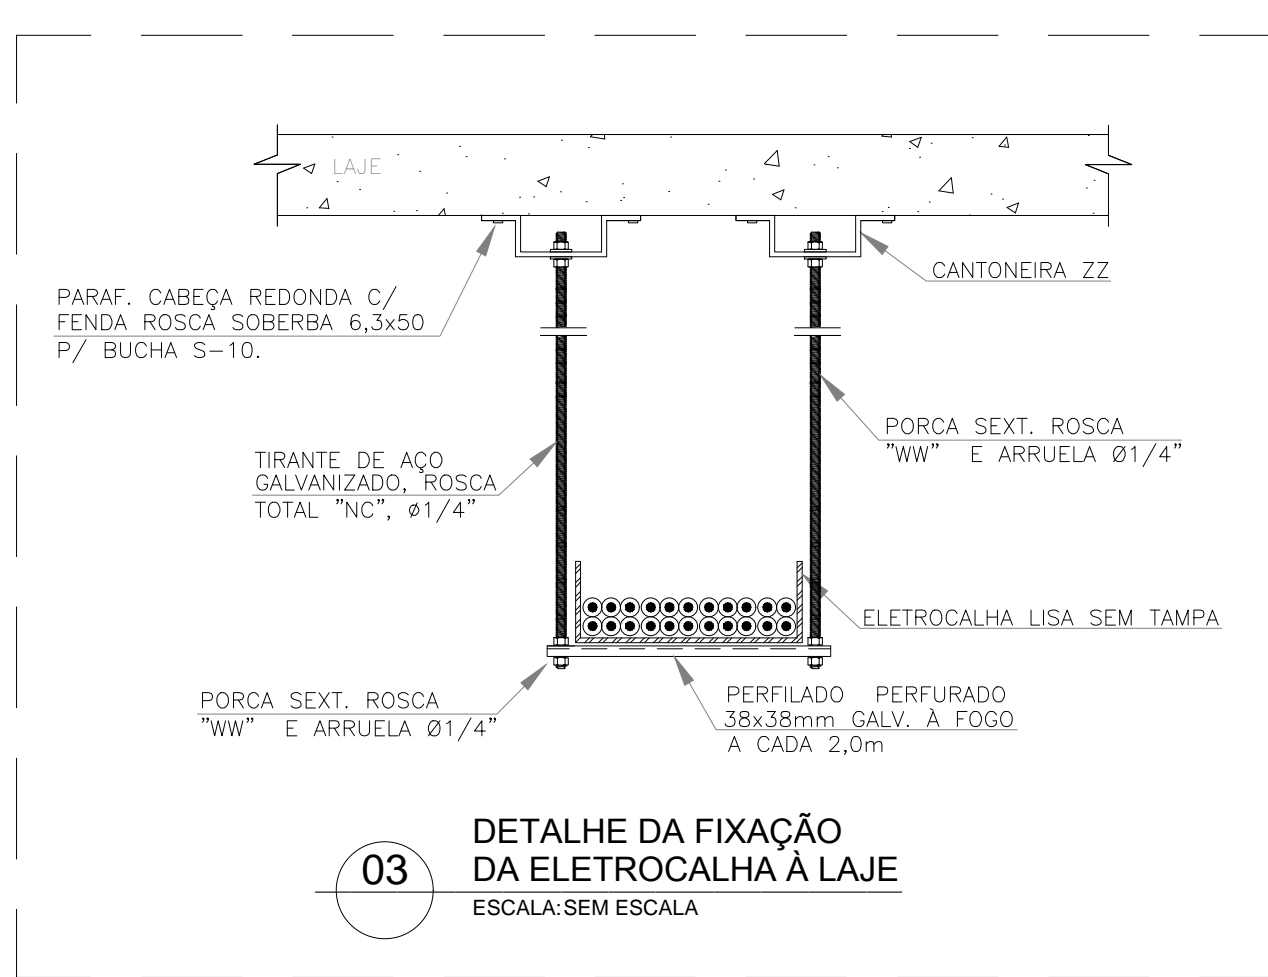 LAJE
CANTONEIRA ZZ
PARAF. CABEÇA REDONDA C/
FENDA ROSCA SOBERBA 6,3x50
P/ BUCHA S-10.
PORCA SEXT. ROSCA
"WW" E ARRUELA Ø1/4"
TIRANTE DE AÇO
GALVANIZADO, ROSCA
TOTAL "NC", ø1/4"
ELETROCALHA LISA SEM TAMPA
PORCA SEXT. ROSCA
"WW" E ARRUELA Ø1/4"
PERFILADO PERFURADO
38x38mm GALV. À FOGO
A CADA 2,0m
03
DETALHE DA FIXAÇÃO
DA ELETROCALHA À LAJE
ESCALA:SEM ESCALA